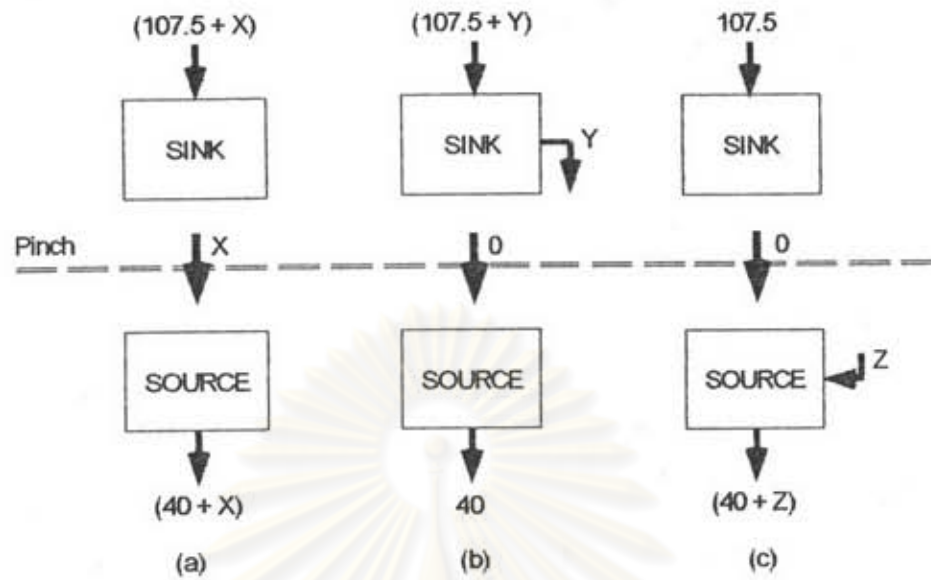 (107.5 + X) (107.5 + Y) 107.5
SINK SINK Y SINK
Pinch X 0 0
SOURCE SOURCE SOURCE Z
(40 + X) 40 (40 + Z)
(a) (b) (c)